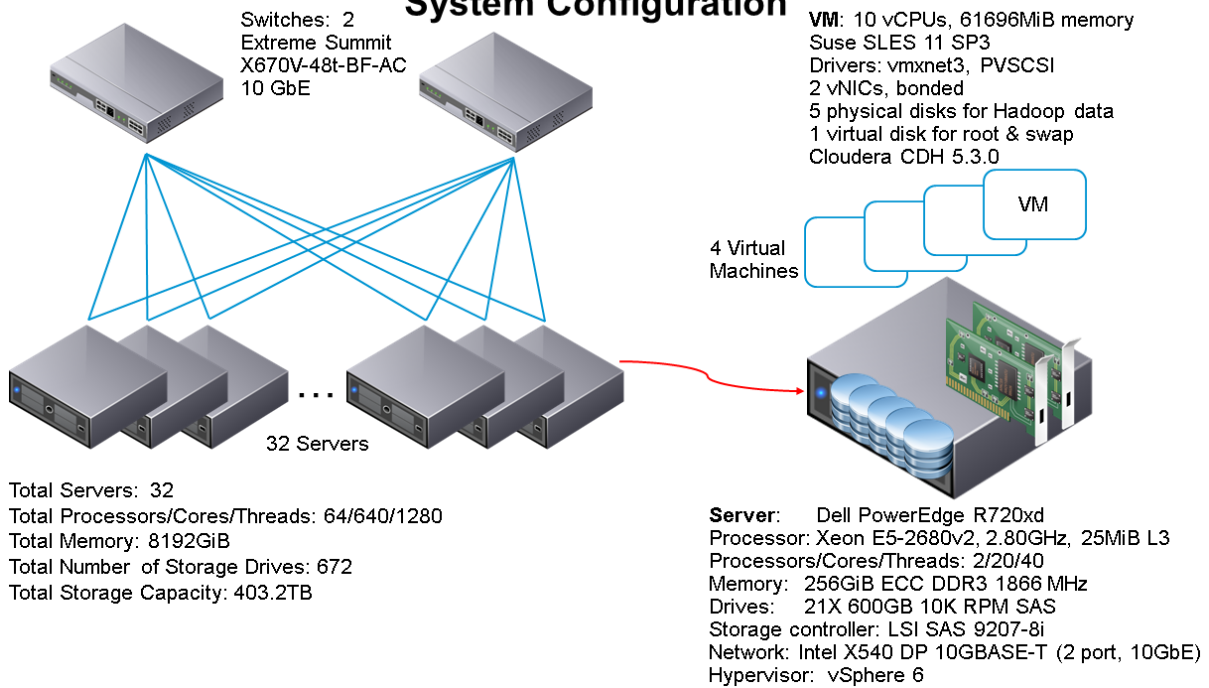 System Configuration
Switches: 2
Extreme Summit
X670V-48t-BF-AC
10 GbE
VM: 10 vCPUs, 61696MiB memory
Suse SLES 11 SP3
Drivers: vmxnet3, PVSCSI
2 vNICs, bonded
5 physical disks for Hadoop data
1 virtual disk for root & swap
Cloudera CDH 5.3.0
VM
4 Virtual
Machines
...
32 Servers
Total Servers: 32
Total Processors/Cores/Threads: 64/640/1280
Total Memory: 8192GiB
Total Number of Storage Drives: 672
Total Storage Capacity: 403.2TB
Server: Dell PowerEdge R720xd
Processor: Xeon E5-2680v2, 2.80GHz, 25MiB L3
Processors/Cores/Threads: 2/20/40
Memory: 256GiB ECC DDR3 1866 MHz
Drives: 21X 600GB 10K RPM SAS
Storage controller: LSI SAS 9207-8i
Network: Intel X540 DP 10GBASE-T (2 port, 10GbE)
Hypervisor: vSphere 6